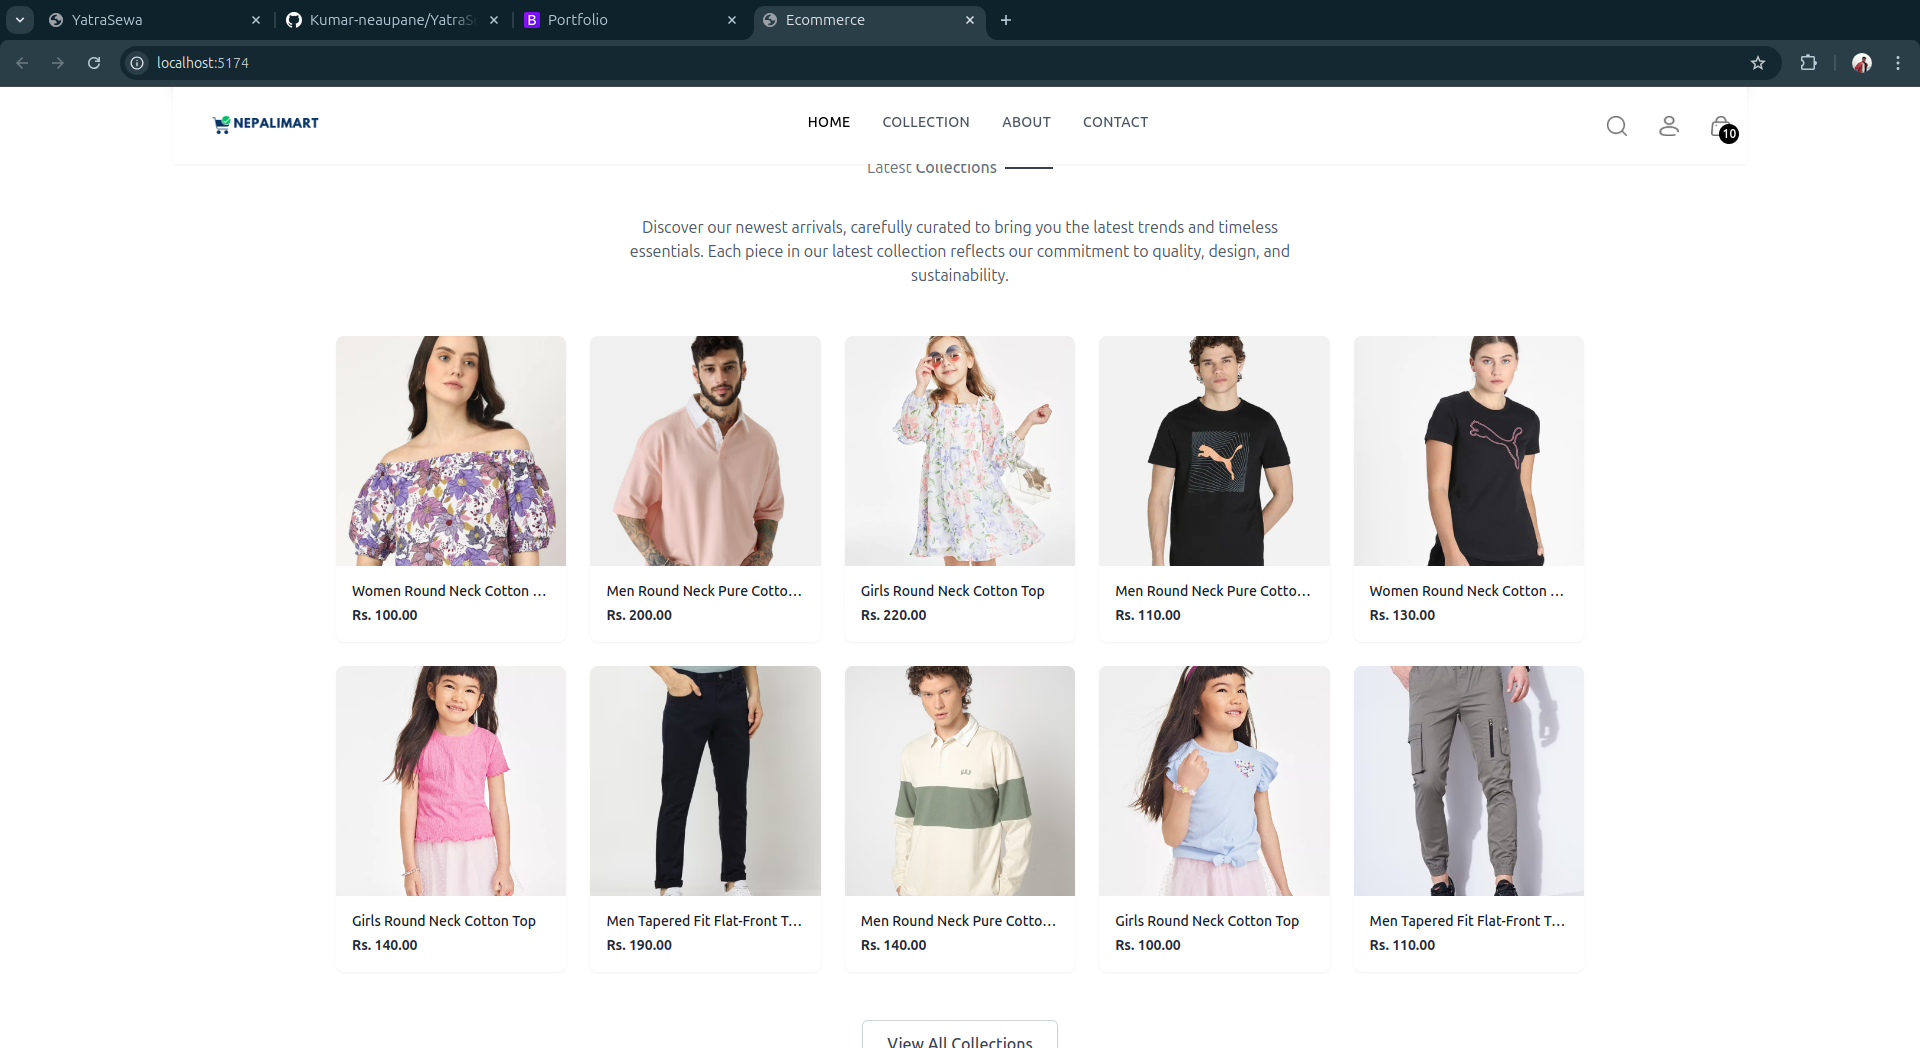 YatraSewa
Kumar-neaupane/YatraSe
B Portfolio
Ecommerce
localhost:5174
NEPALIMART
HOME COLLECTION ABOUT CONTACT
10
Latest Collections
Discover our newest arrivals, carefully curated to bring you the latest trends and timeless
essentials. Each piece in our latest collection reflects our commitment to quality, design, and
sustainability.
Women Round Neck Cotton ...
Rs. 100.00
Men Round Neck Pure Cotto...
Rs. 200.00
Girls Round Neck Cotton Top
Rs. 220.00
Men Round Neck Pure Cotto...
Rs. 110.00
Women Round Neck Cotton ...
Rs. 130.00
Girls Round Neck Cotton Top
Rs. 140.00
Men Tapered Fit Flat-Front T...
Rs. 190.00
Men Round Neck Pure Cotto...
Rs. 140.00
Girls Round Neck Cotton Top
Rs. 100.00
Men Tapered Fit Flat-Front T...
Rs. 110.00
View All Collections